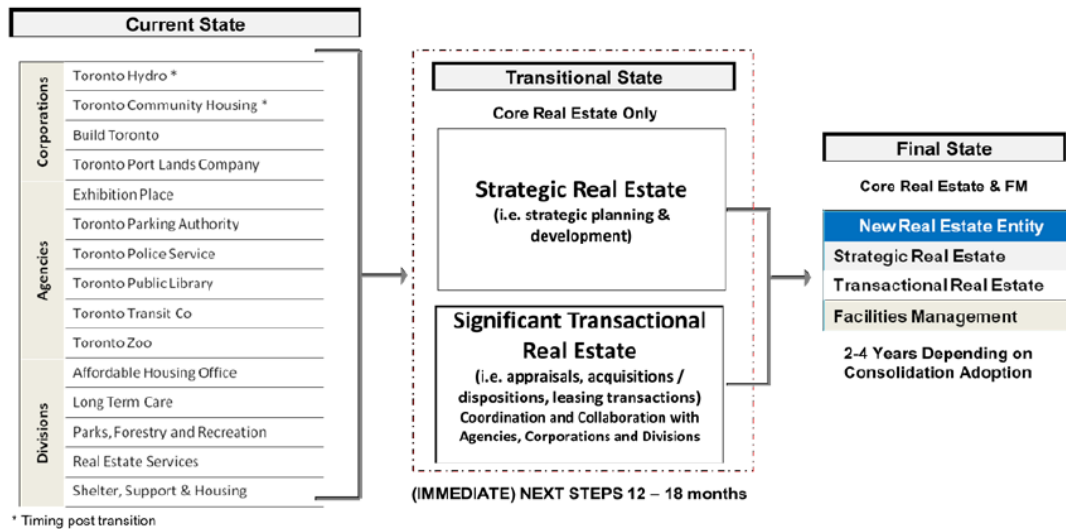 Current State
Corporations
Toronto Hydro *
Toronto Community Housing *
Build Toronto
Toronto Port Lands Company
Agencies
Exhibition Place
Toronto Parking Authority
Toronto Police Service
Toronto Public Library
Toronto Transit Co
Toronto Zoo
Divisions
Affordable Housing Office
Long Term Care
Parks, Forestry and Recreation
Real Estate Services
Shelter, Support & Housing
* Timing post transition
Transitional State
Core Real Estate Only
Strategic Real Estate
(i.e. strategic planning &
development)
Significant Transactional
Real Estate
(i.e. appraisals, acquisitions /
dispositions, leasing transactions)
Coordination and Collaboration with
Agencies, Corporations and Divisions
(IMMEDIATE) NEXT STEPS 12 – 18 months
Final State
Core Real Estate & FM
New Real Estate Entity
Strategic Real Estate
Transactional Real Estate
Facilities Management
2-4 Years Depending on
Consolidation Adoption